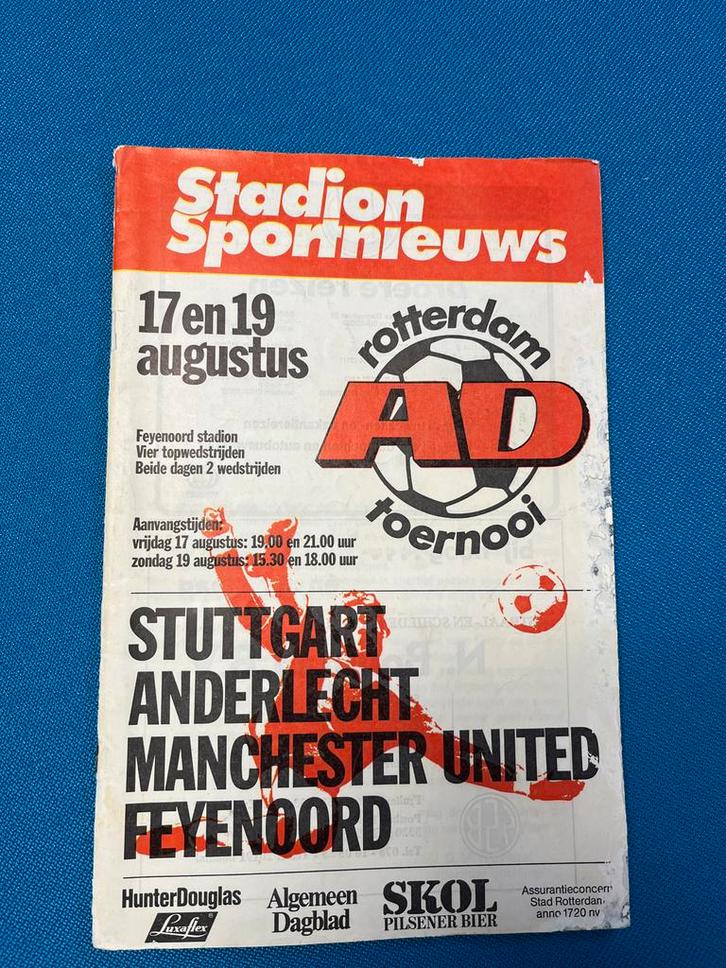 Stadion
Sportnieuws
17 en 19
augustus
rotterdam
AD
toernooi
Feyenoord stadion
Vier topwedstrijden
Beide dagen 2 wedstrijden
Aanvangstijden:
vrijdag 17 augustus: 19.00 en 21.00 uur
zondag 19 augustus: 15.30 en 18.00 uur
STUTTGART
ANDERLECHT
MANCHESTER UNITED
FEYENOORD
HunterDouglas
Luxaflex
Algemeen
Dagblad
SKOL
PILSENER BIER
Assurantieconcern
Stad Rotterdam
anno 1720 nv